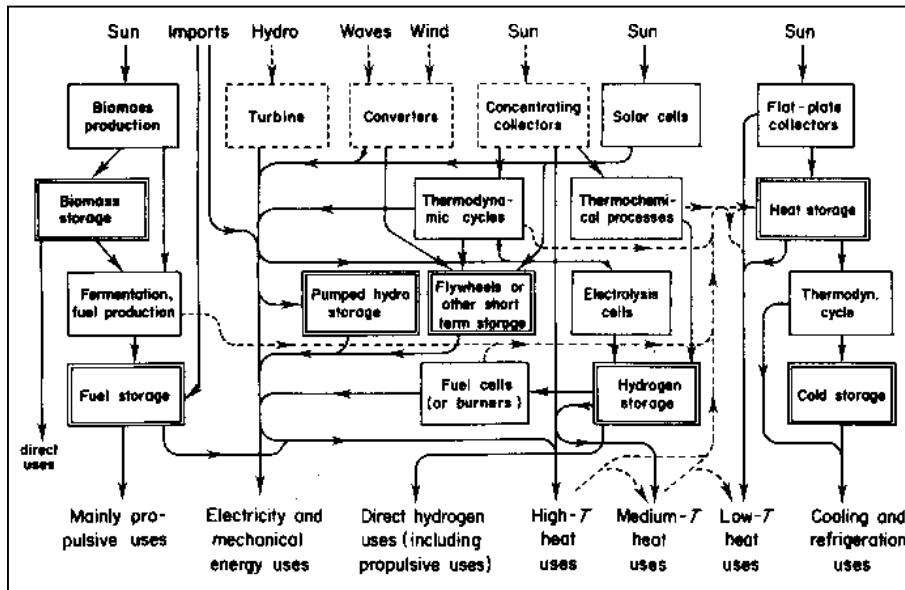 Sun Imports Hydro Waves Wind Sun Sun Sun
Biomass
production
Turbine
Converters
Concentrating
collectors
Solar cells
Flat-plate
collectors
Biomass
storage
Thermodyna-
mic cycles
Thermochemi-
cal processes
Heat storage
Fermentation,
fuel production
Pumped hydro
storage
Flywheels or
other short
term storage
Electrolysis
cells
Thermodyn.
cycle
Fuel storage
Fuel cells
(or burners)
Hydrogen
storage
Cold storage
direct
uses
Mainly pro-
pulsive uses
Electricity and
mechanical
energy uses
Direct hydrogen
uses (including
propulsive uses)
High-T
heat
uses
Medium-T
heat
uses
Low-T
heat
uses
Cooling and
refrigeration
uses